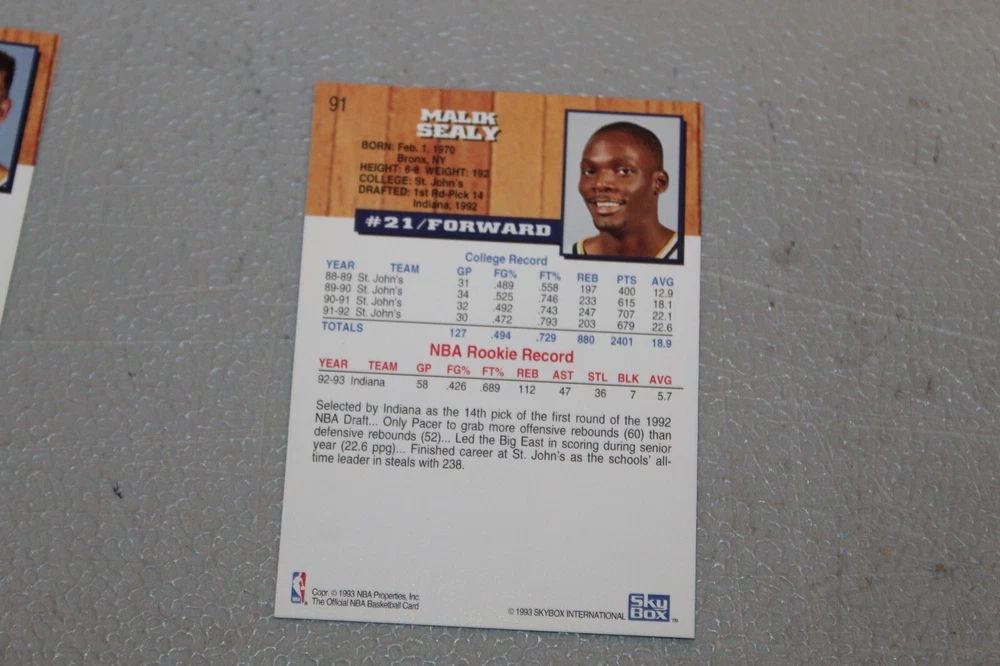 91
MALIK
SEALY
BORN: Feb. 1, 1970
Bronx, NY
HEIGHT: 6-8 WEIGHT: 192
COLLEGE: St. John's
DRAFTED: 1st Rd-Pick 14
Indiana, 1992
#21/FORWARD
College Record
YEAR TEAM GP FG% FT% REB PTS AVG
88-89 St. John's 31 .489 .558 197 400 12.9
89-90 St. John's 34 .525 .746 233 615 18.1
90-91 St. John's 32 .492 .743 247 707 22.1
91-92 St. John's 30 .472 .793 203 679 22.6
TOTALS 127 .494 .729 880 2401 18.9
NBA Rookie Record
YEAR TEAM GP FG% FT% REB AST STL BLK AVG
92-93 Indiana 58 .426 .689 112 47 36 7 5.7
Selected by Indiana as the 14th pick of the first round of the 1992
NBA Draft... Only Pacer to grab more offensive rebounds (60) than
defensive rebounds (52)... Led the Big East in scoring during senior
year (22.6 ppg)... Finished career at St. John's as the schools' all-
time leader in steals with 238.
Copr. © 1993 NBA Properties, Inc.
The Official NBA Basketball Card
© 1993 SKYBOX INTERNATIONAL
Sky
Box
TM